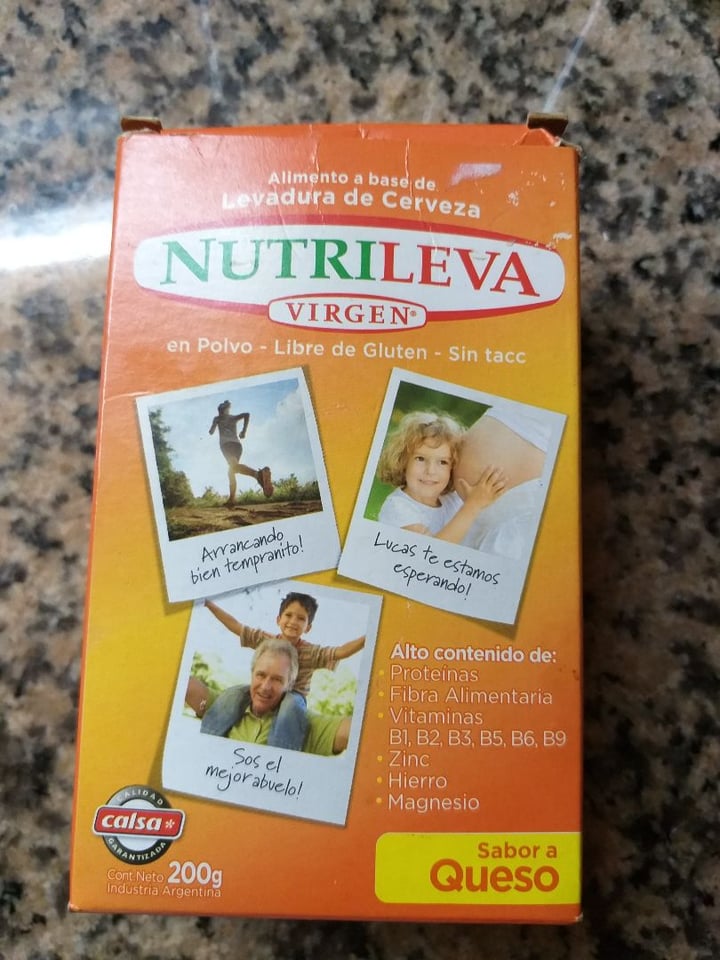 Alimento a base de
Levadura de Cerveza
NUTRILEVA
VIRGEN®
en Polvo - Libre de Gluten - Sin tacc
Arrancando
bien tempranito!
Lucas te estamos
esperando!
Sos el
mejor abuelo!
Alto contenido de:
• Proteínas
• Fibra Alimentaria
• Vitaminas
B1, B2, B3, B5, B6, B9
• Zinc
• Hierro
• Magnesio
CALIDAD
calsa*
GARANTIZADA
Cont. Neto 200g
Industria Argentina
Sabor a
Queso